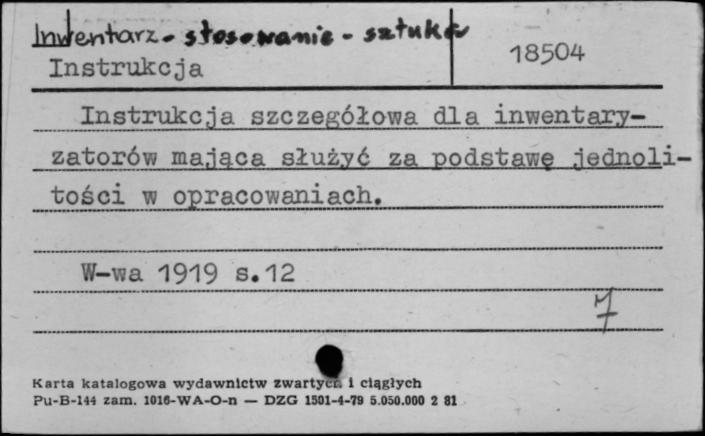 Inwentarz - stosowanie - sztuka
18504
Instrukcja
Instrukcja szczegółowa dla inwentary-
zatorów mająca służyć za podstawę jednoli-
tości w opracowaniach.
W-wa 1919 s.12
7
Karta katalogowa wydawnictw zwartych i ciągłych
Pu-B-144 zam. 1016-WA-O-n — DZG 1501-4-79 5.050.000 2 81